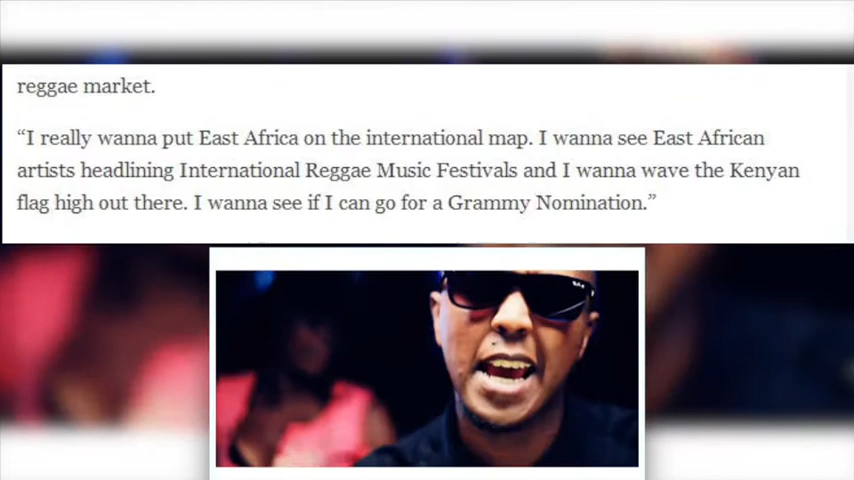 reggae market.
“I really wanna put East Africa on the international map. I wanna see East African
artists headlining International Reggae Music Festivals and I wanna wave the Kenyan
flag high out there. I wanna see if I can go for a Grammy Nomination.”